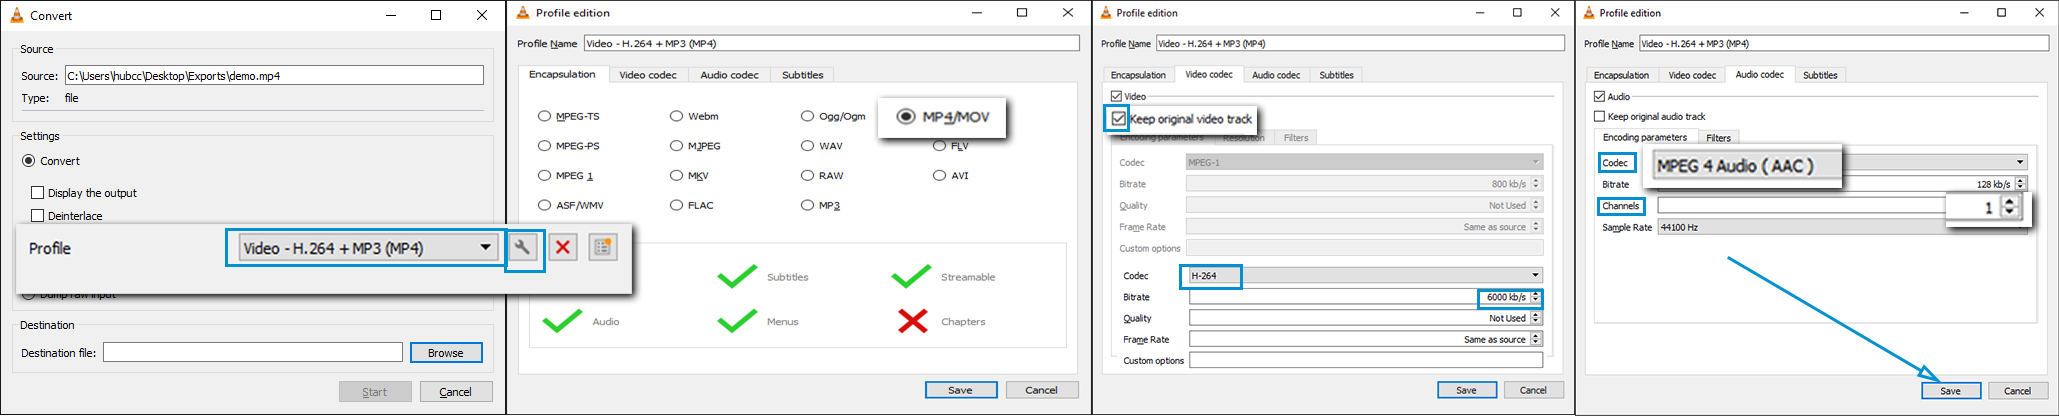 Convert
Source
Source: C:\Users\hubcc\Desktop\Exports\demo.mp4
Type: file
Settings
Convert
Display the output
Deinterlace
Profile Video - H.264 + MP3 (MP4)
Dump raw input
Destination
Destination file: Browse
Start Cancel
Profile edition
Profile Name Video - H.264 + MP3 (MP4)
Encapsulation Video codec Audio codec Subtitles
MPEG-TS Webm Ogg/Ogm MP4/MOV
MPEG-PS MJPEG WAV FLV
MPEG 1 MKV RAW AVI
ASF/WMV FLAC MP3
Subtitles Streamable
Audio Menus Chapters
Save Cancel
Profile edition
Profile Name Video - H.264 + MP3 (MP4)
Encapsulation Video codec Audio codec Subtitles
Video
Keep original video track
Encoding parameters Resolution Filters
Codec MPEG-1
Bitrate 800 kb/s
Quality Not Used
Frame Rate Same as source
Custom options
Codec H-264
Bitrate 6000 kb/s
Quality Not Used
Frame Rate Same as source
Custom options
Save Cancel
Profile edition
Profile Name Video - H.264 + MP3 (MP4)
Encapsulation Video codec Audio codec Subtitles
Audio
Keep original audio track
Encoding parameters Filters
Codec MPEG 4 Audio ( AAC )
Bitrate 128 kb/s
Channels 1
Sample Rate 44100 Hz
Save Cancel